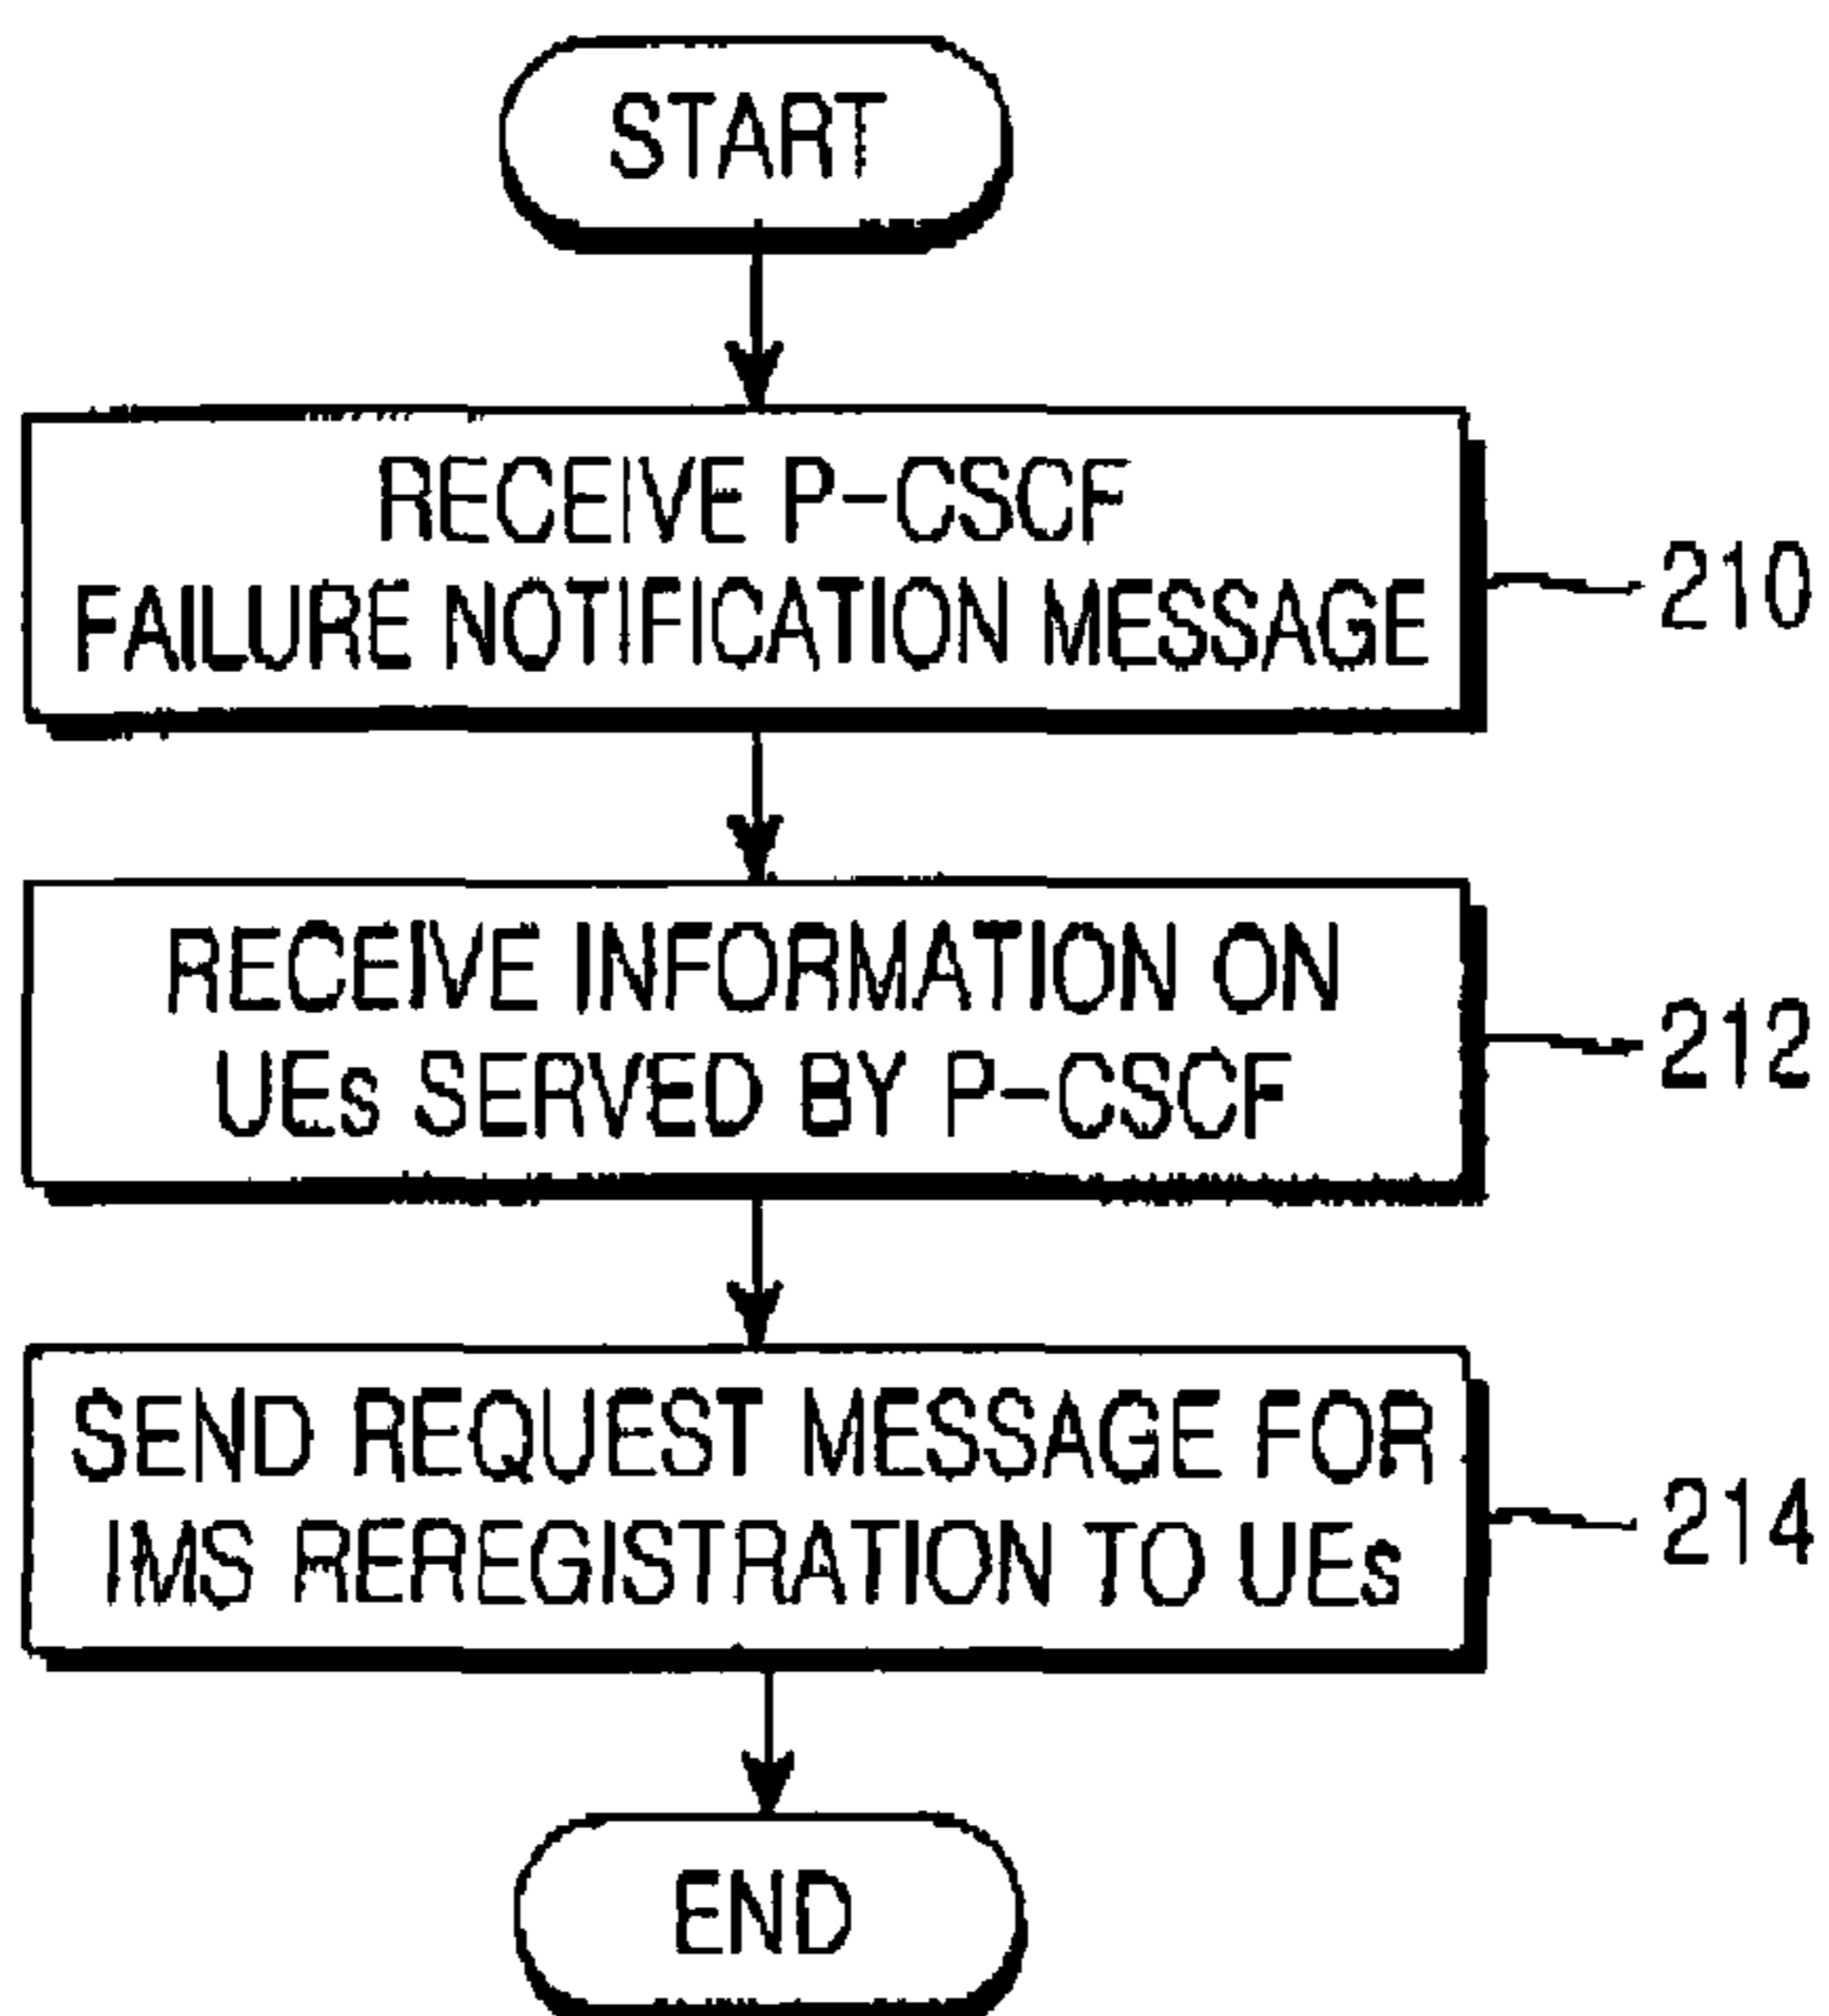 START
RECEIVE P-CSCF
FAILURE NOTIFICATION MESSAGE
210
RECEIVE INFORMATION ON
UEs SERVED BY P-CSCF
212
SEND REQUEST MESSAGE FOR
IMS REREGISTRATION TO UEs
214
END